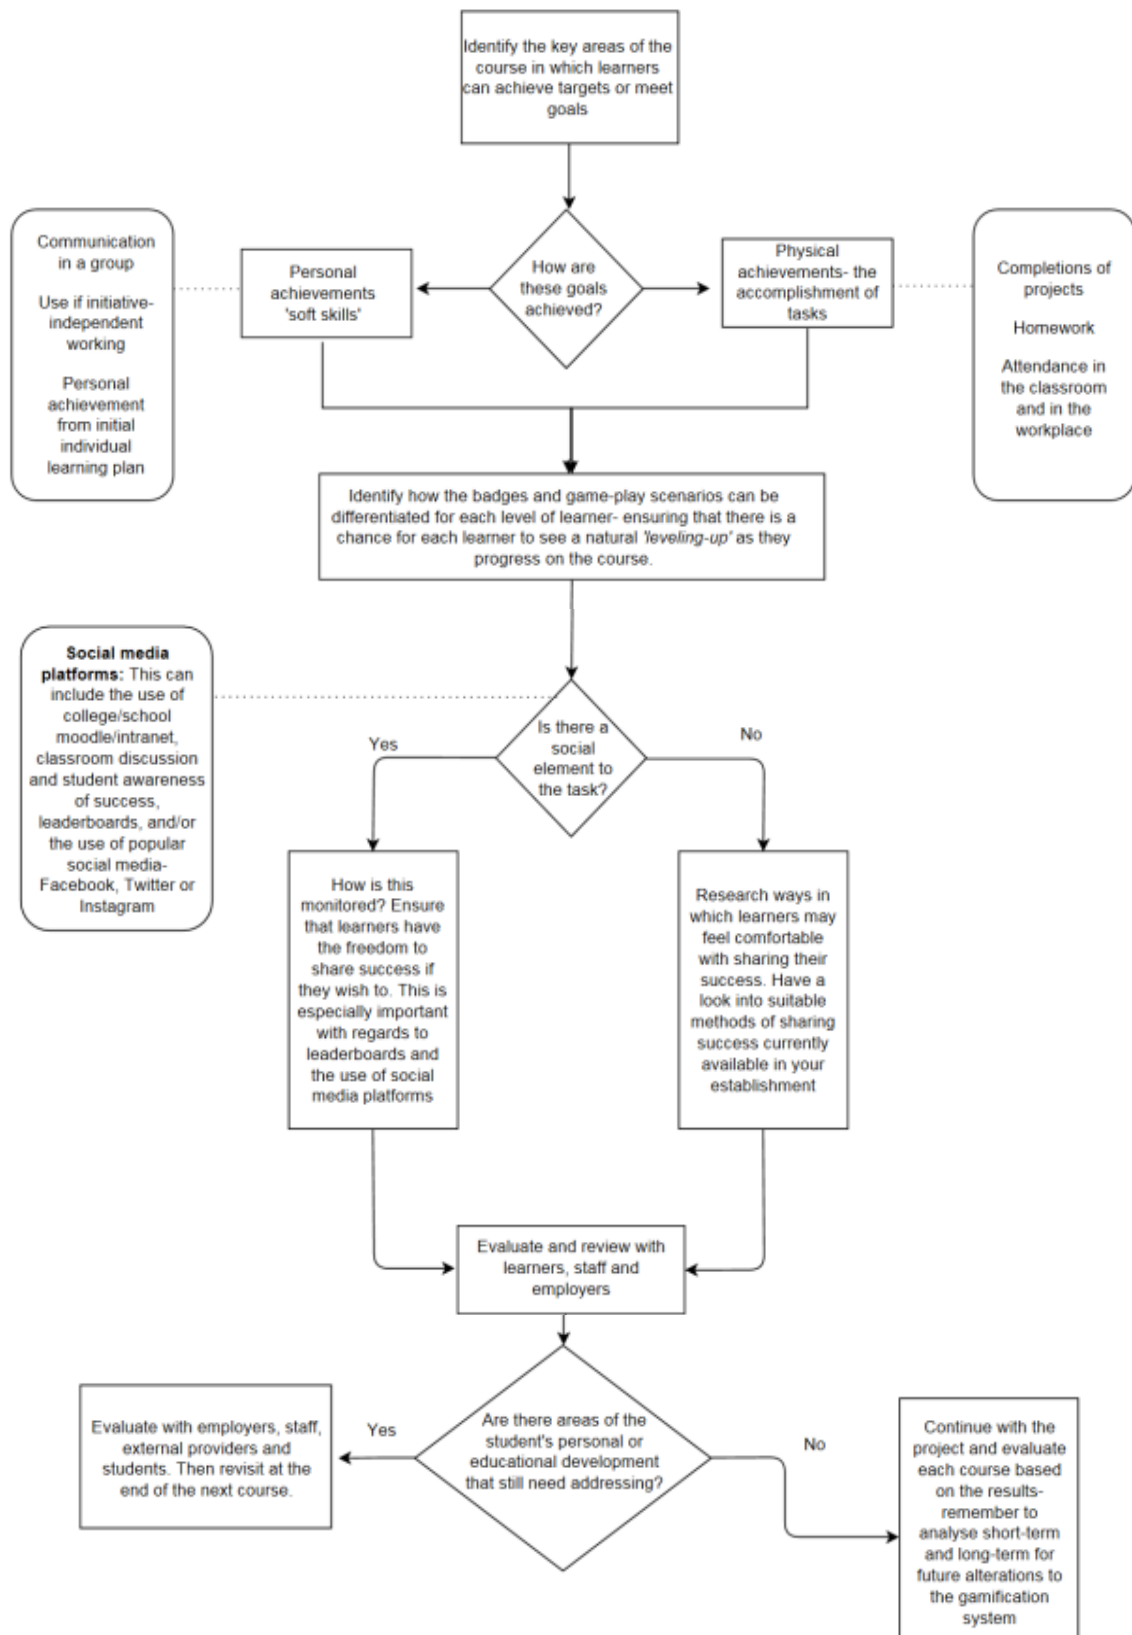 Identify the key areas of the
course in which learners
can achieve targets or meet
goals
Communication
in a group
Use if initiative-
independent
working
Personal
achievement
from initial
individual
learning plan
Personal
achievements
'soft skills'
How are
these goals
achieved?
Physical
achievements- the
accomplishment of
tasks
Completions of
projects
Homework
Attendance in
the classroom
and in the
workplace
Identify how the badges and game-play scenarios can be
differentiated for each level of learner- ensuring that there is a
chance for each learner to see a natural 'leveling-up' as they
progress on the course.
Social media
platforms: This can
include the use of
college/school
moodle/intranet,
classroom discussion
and student awareness
of success,
leaderboards, and/or
the use of popular
social media-
Facebook, Twitter or
Instagram
Is there a
social
element to
the task?
Yes
No
How is this
monitored? Ensure
that learners have
the freedom to
share success if
they wish to. This is
especially important
with regards to
leaderboards and
the use of social
media platforms
Research ways in
which learners may
feel comfortable
with sharing their
success. Have a
look into suitable
methods of sharing
success currently
available in your
establishment
Evaluate and review with
learners, staff and
employers
Are there areas of the
student's personal or
educational development
that still need addressing?
Yes
No
Evaluate with employers, staff,
external providers and
students. Then revisit at the
end of the next course.
Continue with the
project and evaluate
each course based
on the results-
remember to
analyse short-term
and long-term for
future alterations to
the gamification
system